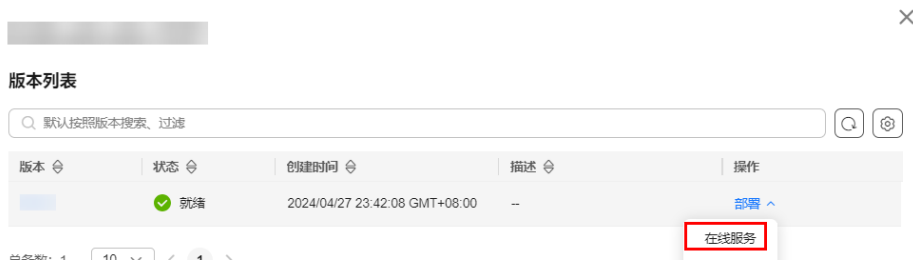 版本列表
默认按照版本搜索、过滤
版本 状态 创建时间 描述 操作
就绪 2024/04/27 23:42:08 GMT+08:00 -- 部署
在线服务
总条数: 1 10 1